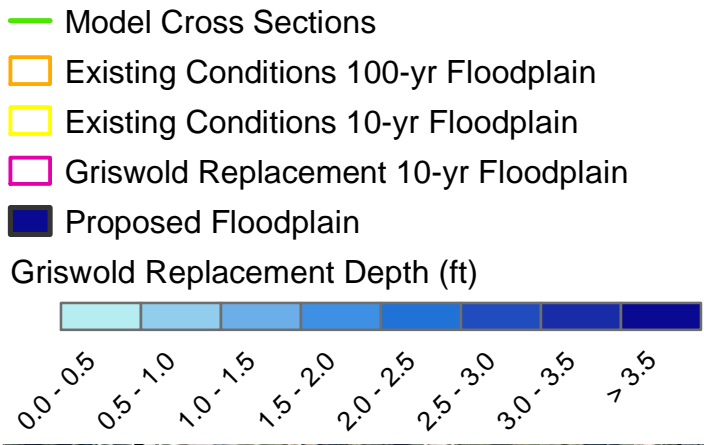 Model Cross Sections
Existing Conditions 100-yr Floodplain
Existing Conditions 10-yr Floodplain
Griswold Replacement 10-yr Floodplain
Proposed Floodplain
Griswold Replacement Depth (ft)
0.0 - 0.5
0.5 - 1.0
1.0 - 1.5
1.5 - 2.0
2.0 - 2.5
2.5 - 3.0
3.0 - 3.5
> 3.5